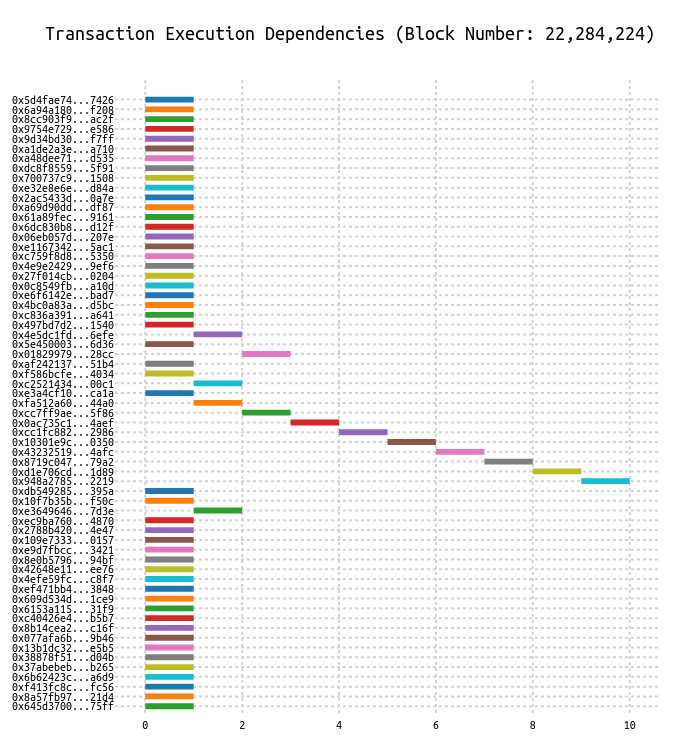 Transaction Execution Dependencies (Block Number: 22,284,224)
0x5d4fae74...7426
0x6a94a180...f208
0x8cc903f9...ac2f
0x9754e729...e586
0x9d34bd30...f7ff
0xa1de2a3e...a710
0xa48dee71...d535
0xdc8f8559...5f91
0x700737c9...1508
0xe32e8e6e...d84a
0x2ac5433d...0a7e
0xa69d90dd...df87
0x61a89fec...9161
0x6dc830b8...d12f
0x06eb057d...207e
0xe1167342...5ac1
0xc759f8d8...5350
0x4e9e2429...9ef6
0x27f014cb...0204
0x0c8549fb...a10d
0xe6f6142e...bad7
0x4bc0a83a...d5bc
0xc836a391...a641
0x497bd7d2...1540
0x4e5dc1fd...6efe
0x5e450003...6d36
0x01829979...28cc
0xaf242137...51b4
0xf586bcfe...4034
0xc2521434...00c1
0xe3a4cf10...ca1a
0xfa512a60...44a0
0xcc7ff9ae...5f86
0x0ac735c1...4aef
0xcc1fc882...2986
0x10301e9c...0350
0x43232519...4afc
0x8719c047...79a2
0xd1e706cd...1d89
0x948a2785...2219
0xdb549285...395a
0x10f7b35b...f50c
0xe3649646...7d3e
0xec9ba760...4870
0x2788b420...4e47
0x109e7333...0157
0xe9d7fbcc...3421
0x8e0b5796...94bf
0x42648e11...ee76
0x4efe59fc...c8f7
0xef471bb4...3848
0x609d534d...1ce9
0x6153a115...31f9
0xc40426e4...b5b7
0x8b14cea2...c16f
0x077afa6b...9b46
0x13b1dc32...e5b5
0x38878f51...d04b
0x37abebeb...b265
0x6b62423c...a6d9
0xf413fc8c...fc56
0x8a57fb97...21d4
0x645d3700...75ff
0 2 4 6 8 10